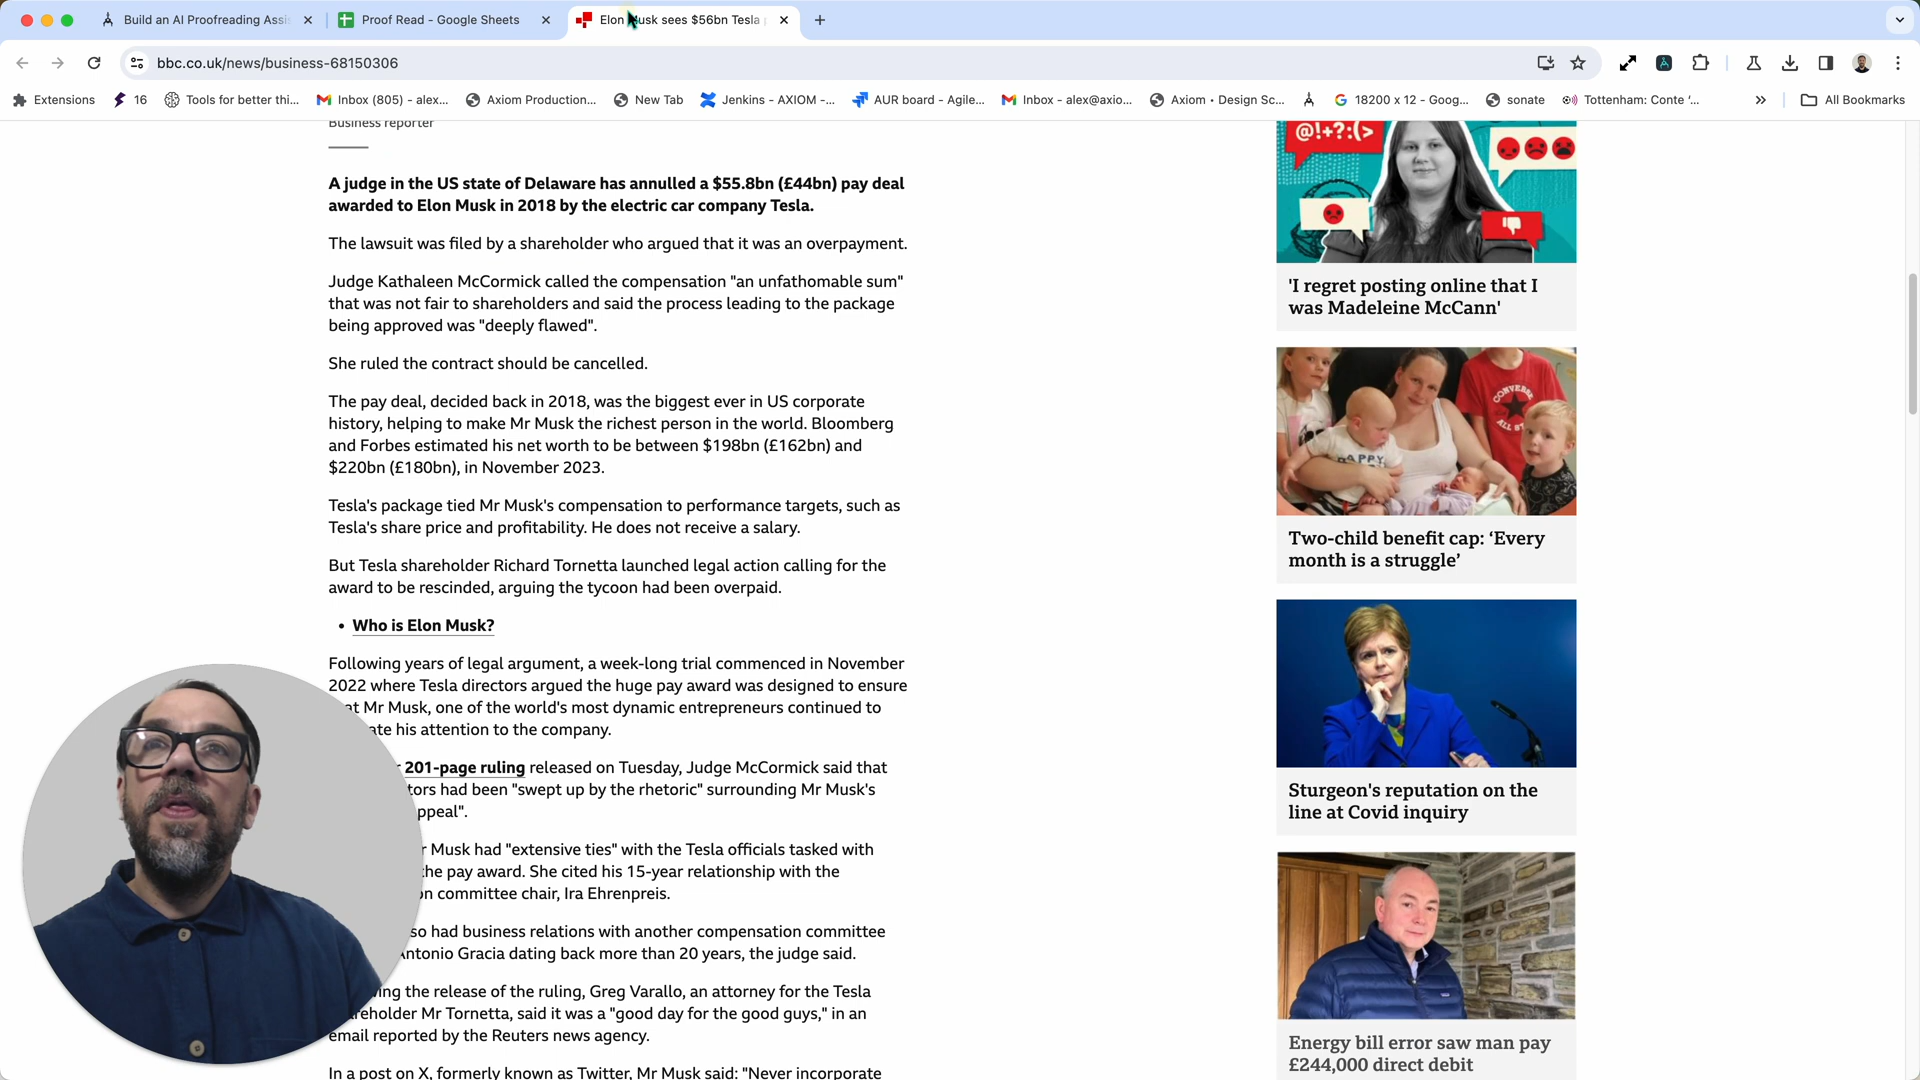 Build an AI Proofreading Assi
Proof Read - Google Sheets
Elon Musk sees $56bn Tesla
bbc.co.uk/news/business-68150306
Extensions
16
Tools for better thi...
Inbox (805) - alex...
Axiom Production...
New Tab
Jenkins - AXIOM -...
AUR board - Agile...
Inbox - alex@axio...
Axiom • Design Sc...
18200 x 12 - Goog...
sonate
Tottenham: Conte ‘...
»
All Bookmarks
Business reporter
A judge in the US state of Delaware has annulled a $55.8bn (£44bn) pay deal
awarded to Elon Musk in 2018 by the electric car company Tesla.
The lawsuit was filed by a shareholder who argued that it was an overpayment.
Judge Kathaleen McCormick called the compensation "an unfathomable sum"
that was not fair to shareholders and said the process leading to the package
being approved was "deeply flawed".
She ruled the contract should be cancelled.
The pay deal, decided back in 2018, was the biggest ever in US corporate
history, helping to make Mr Musk the richest person in the world. Bloomberg
and Forbes estimated his net worth to be between $198bn (£162bn) and
$220bn (£180bn), in November 2023.
Tesla's package tied Mr Musk's compensation to performance targets, such as
Tesla's share price and profitability. He does not receive a salary.
But Tesla shareholder Richard Tornetta launched legal action calling for the
award to be rescinded, arguing the tycoon had been overpaid.
• Who is Elon Musk?
Following years of legal argument, a week-long trial commenced in November
2022 where Tesla directors argued the huge pay award was designed to ensure
at Mr Musk, one of the world's most dynamic entrepreneurs continued to
ate his attention to the company.
201-page ruling released on Tuesday, Judge McCormick said that
tors had been "swept up by the rhetoric" surrounding Mr Musk's
ppeal".
r Musk had "extensive ties" with the Tesla officials tasked with
the pay award. She cited his 15-year relationship with the
on committee chair, Ira Ehrenpreis.
so had business relations with another compensation committee
Antonio Gracia dating back more than 20 years, the judge said.
ing the release of the ruling, Greg Varallo, an attorney for the Tesla
reholder Mr Tornetta, said it was a "good day for the good guys," in an
email reported by the Reuters news agency.
In a post on X, formerly known as Twitter, Mr Musk said: "Never incorporate
@!+?:(>
'I regret posting online that I
was Madeleine McCann'
HAPPY
CONVERSE
ALL S
Two-child benefit cap: ‘Every
month is a struggle’
Sturgeon's reputation on the
line at Covid inquiry
Energy bill error saw man pay
£244,000 direct debit